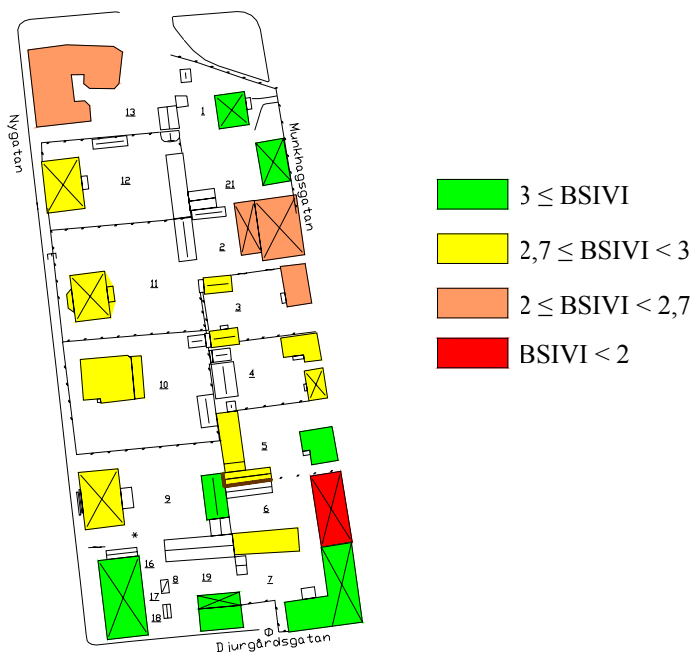 Nygatan
Munkhagsgatan
13
1
12
21
2
11
3
10
4
5
9
6
*
16
8
19
7
17
18
Djurgårdsgatan
3 ≤ BSIVI
2,7 ≤ BSIVI < 3
2 ≤ BSIVI < 2,7
BSIVI < 2